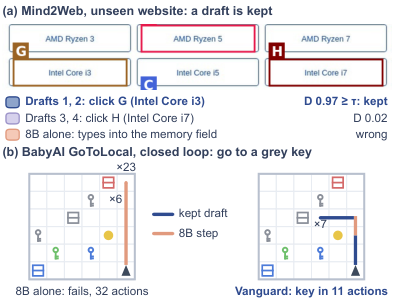 (a) Mind2Web, unseen website: a draft is kept
AMD Ryzen 3
AMD Ryzen 5
AMD Ryzen 7
G
H
Intel Core i3
Intel Core i5
Intel Core i7
C
Drafts 1, 2: click G (Intel Core i3)
D 0.97 ≥ τ: kept
Drafts 3, 4: click H (Intel Core i7)
D 0.02
8B alone: types into the memory field
wrong
(b) BabyAI GoToLocal, closed loop: go to a grey key
×23
×6
kept draft
×7
8B step
8B alone: fails, 32 actions
Vanguard: key in 11 actions